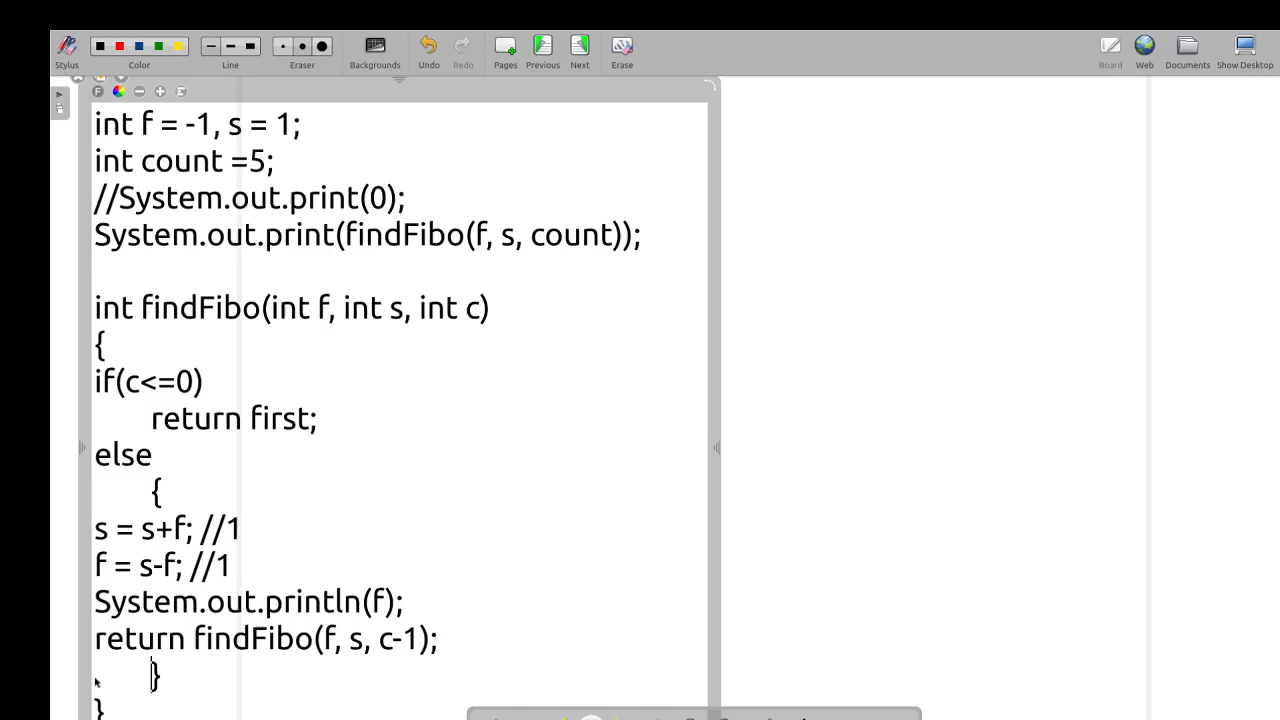 Stylus Color Line Eraser Backgrounds Undo Redo Pages Previous Next Erase Board Web Documents Show Desktop
int f = -1, s = 1;
int count =5;
//System.out.print(0);
System.out.print(findFibo(f, s, count));
int findFibo(int f, int s, int c)
{
if(c<=0)
return first;
else
{
s = s+f; //1
f = s-f; //1
System.out.println(f);
return findFibo(f, s, c-1);
}
}